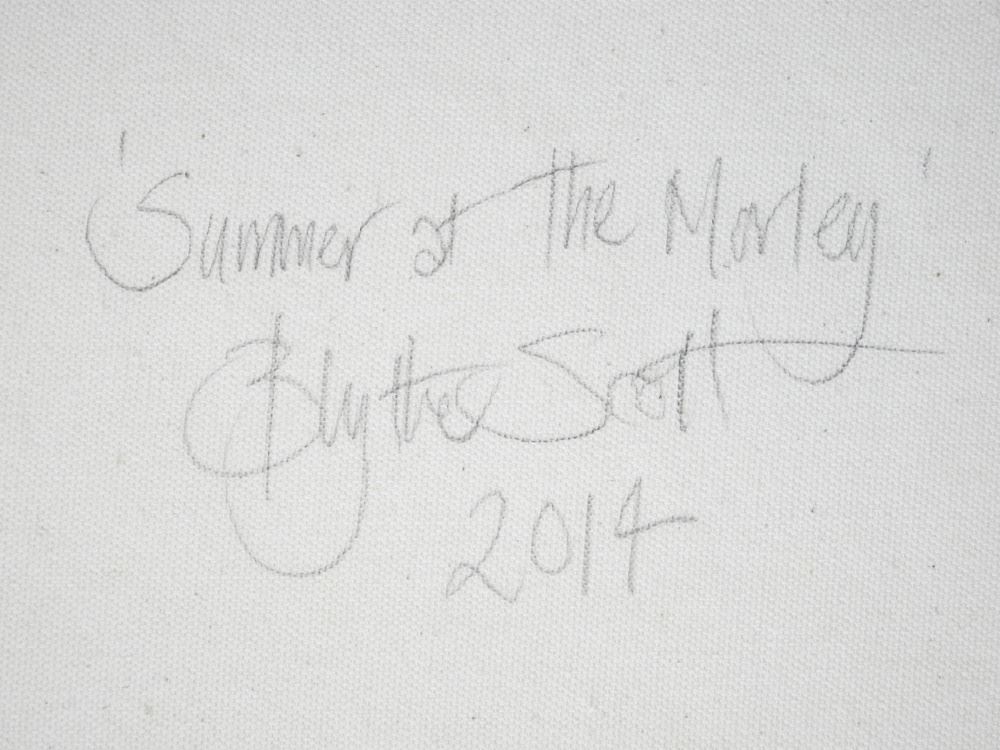 'Summer at the Morley'
Blythe Scott
2014